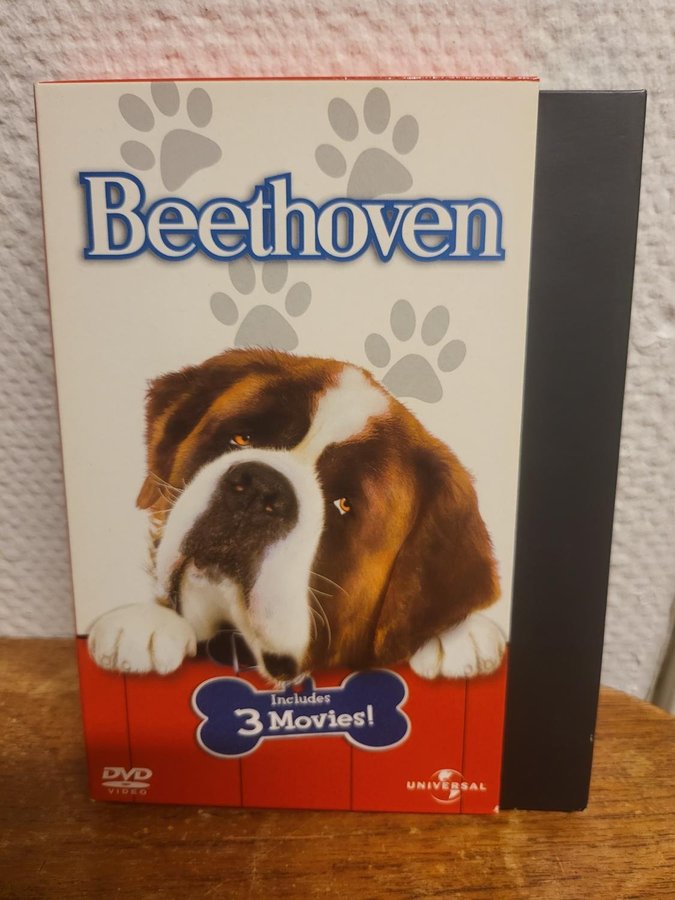 Beethoven
Includes
3 Movies!
DVD
VIDEO
UNIVERSAL